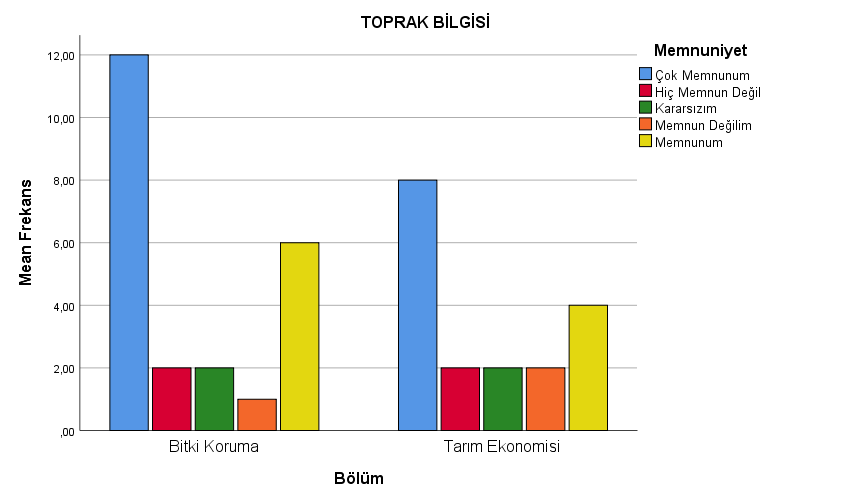 TOPRAK BİLGİSİ
Memnuniyet
Çok Memnunum
Hiç Memnun Değil
Kararsızım
Memnun Değilim
Memnunum
Mean Frekans
12,00
10,00
8,00
6,00
4,00
2,00
,00
Bitki Koruma
Tarım Ekonomisi
Bölüm